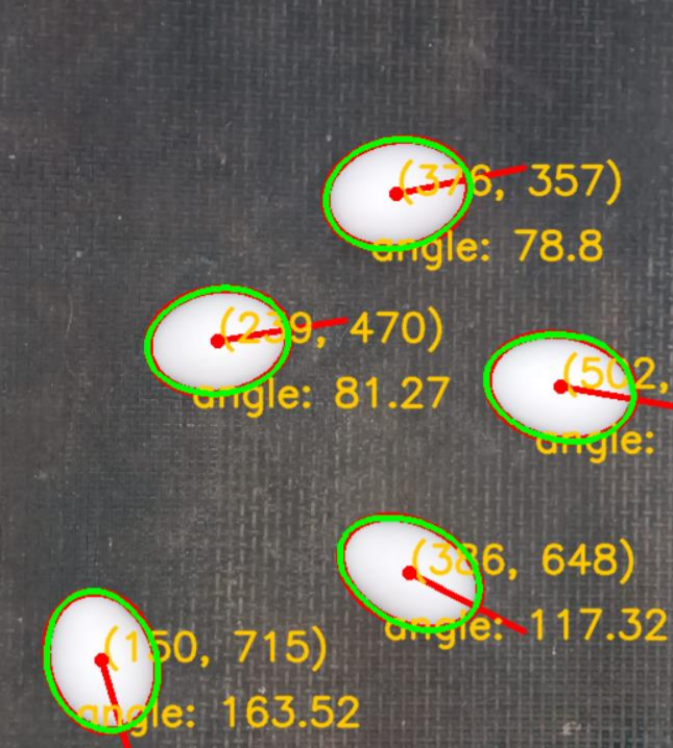 (376, 357)
angle: 78.8
(239, 470)
angle: 81.27
(502,
angle:
(386, 648)
angle: 117.32
(150, 715)
angle: 163.52